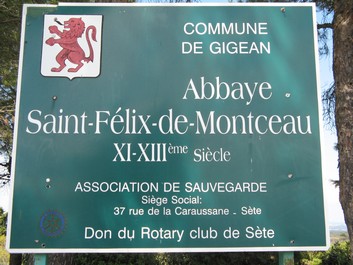 COMMUNE
DE GIGEAN
Abbaye
Saint-Félix-de-Montceau
XI-XIIIème Siècle
ASSOCIATION DE SAUVEGARDE
Siège Social:
37 rue de la Caraussane - Sète
Don du Rotary club de Sète